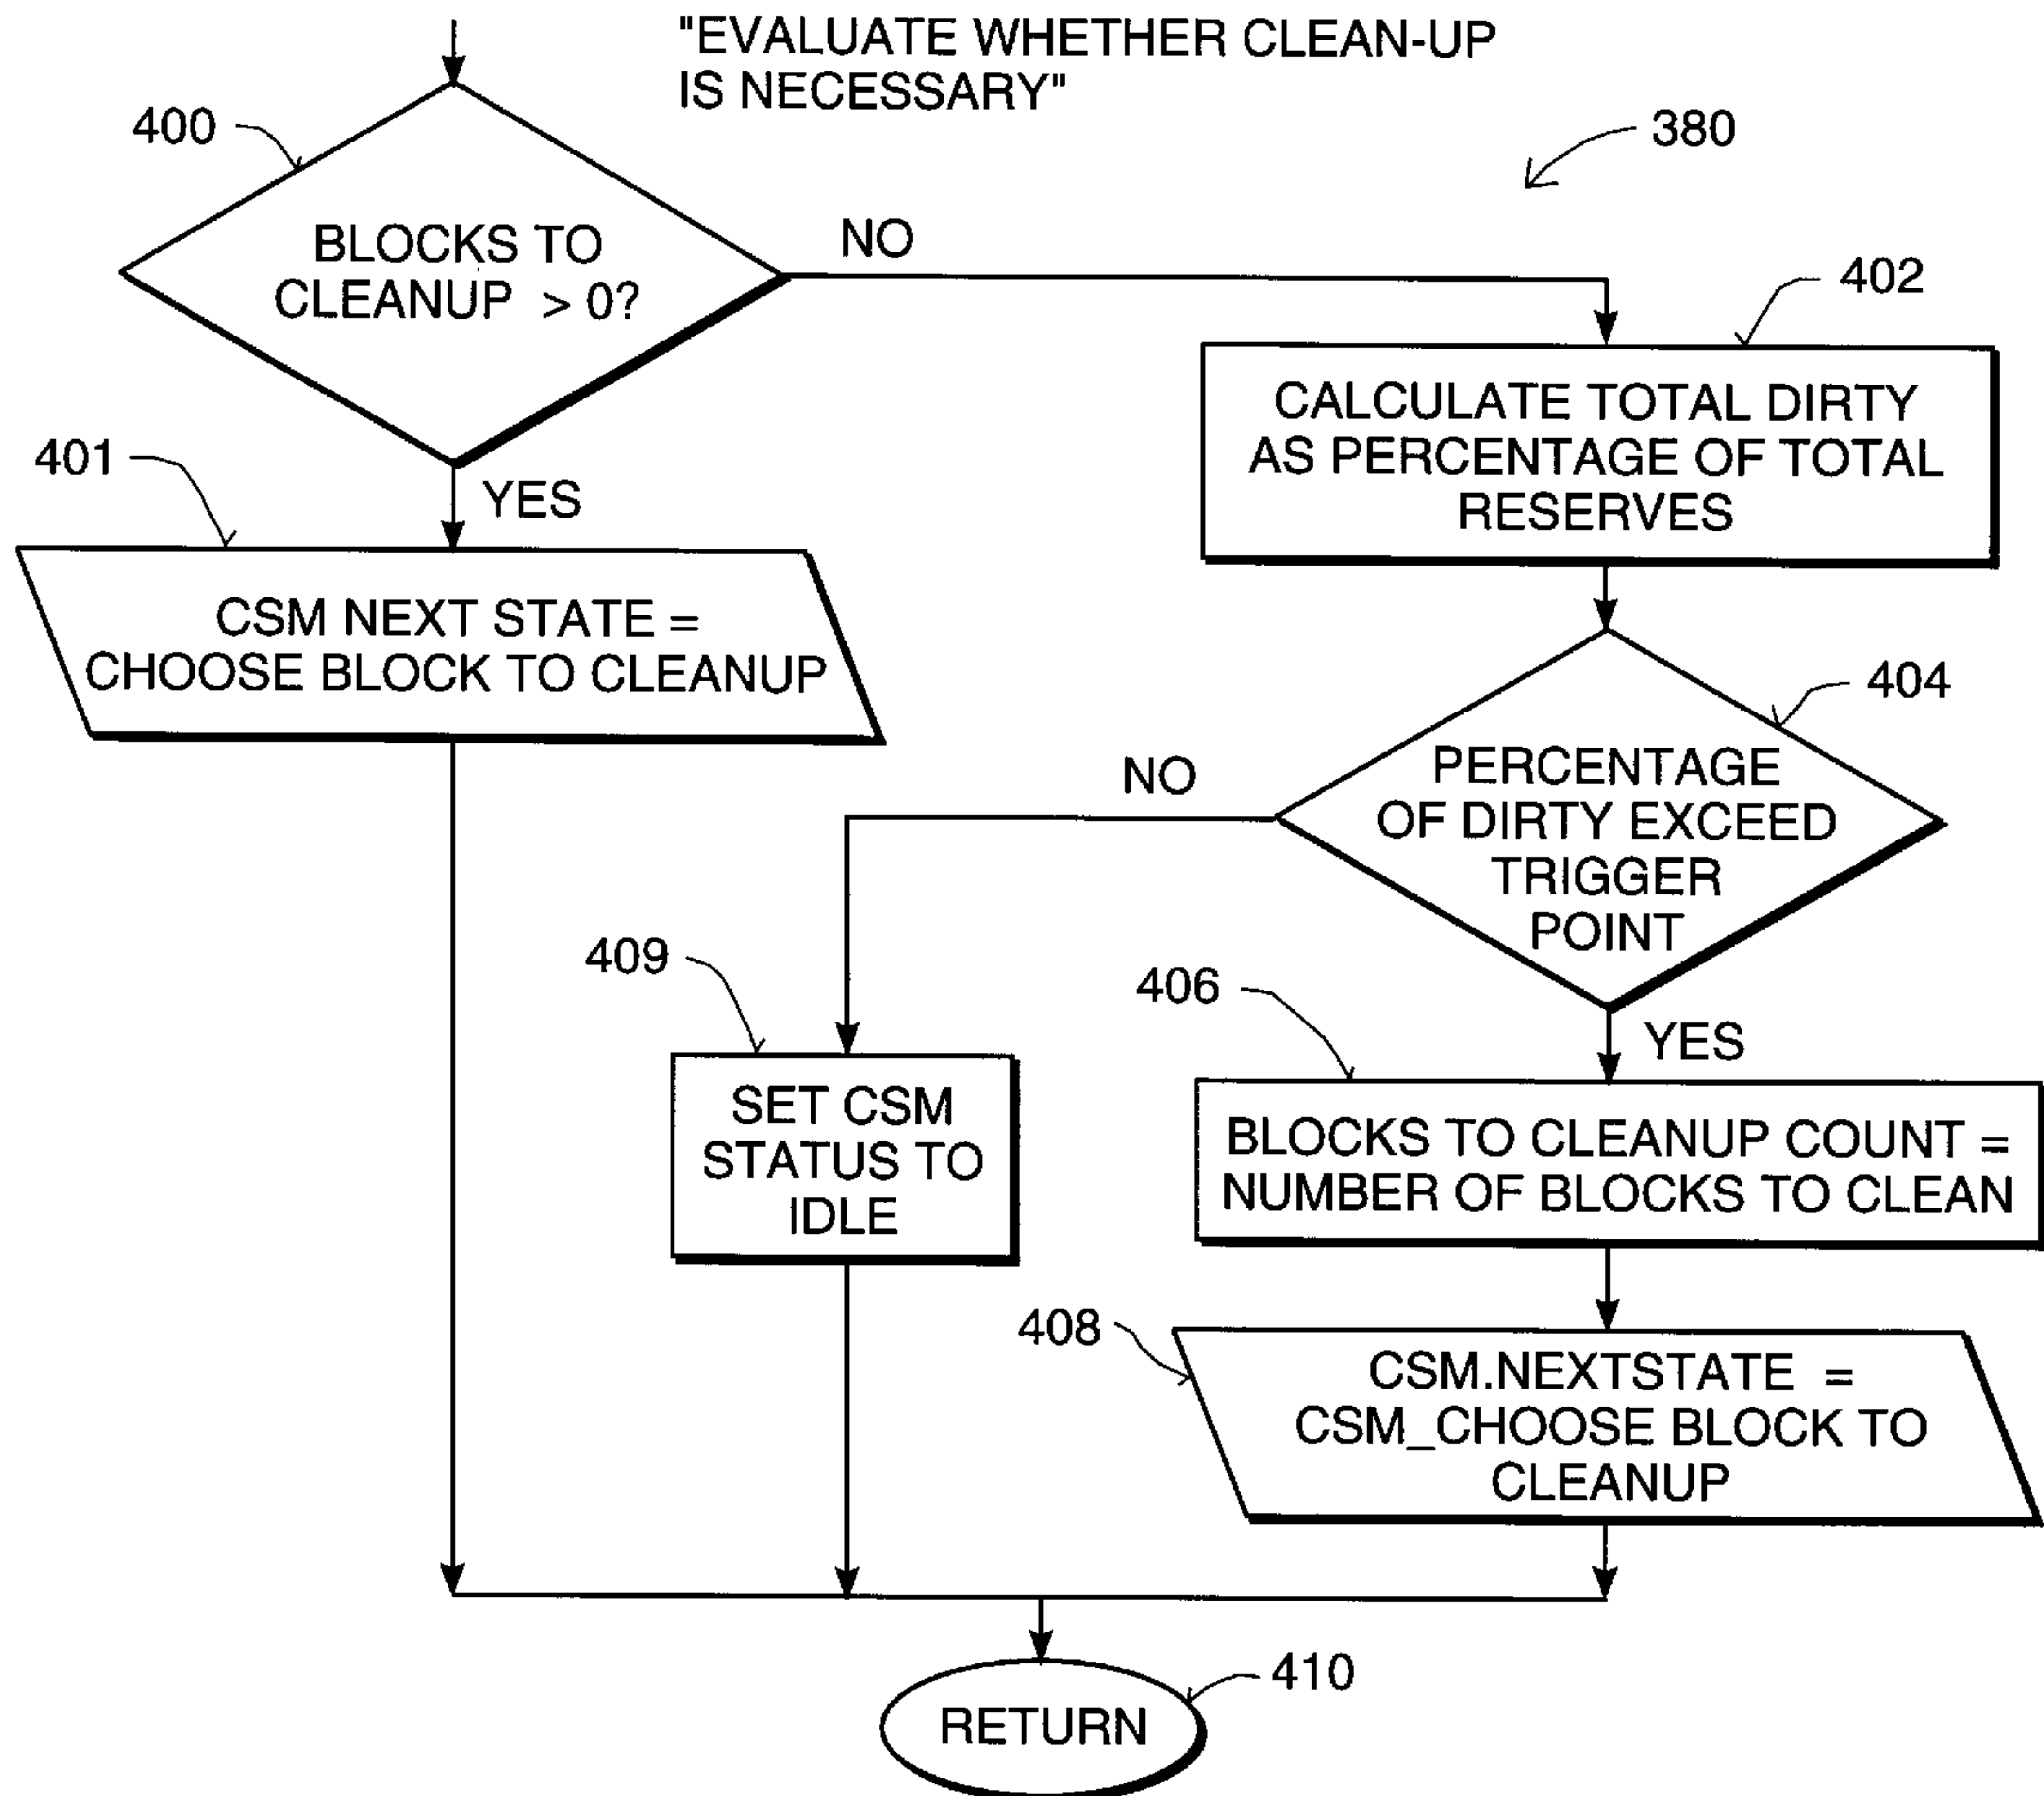 "EVALUATE WHETHER CLEAN-UP
IS NECESSARY"
380
400
BLOCKS TO
CLEANUP > 0?
NO
402
CALCULATE TOTAL DIRTY
AS PERCENTAGE OF TOTAL
RESERVES
401
YES
CSM NEXT STATE =
CHOOSE BLOCK TO CLEANUP
404
PERCENTAGE
OF DIRTY EXCEED
TRIGGER
POINT
NO
409
SET CSM
STATUS TO
IDLE
406
YES
BLOCKS TO CLEANUP COUNT =
NUMBER OF BLOCKS TO CLEAN
408
CSM.NEXTSTATE =
CSM_CHOOSE BLOCK TO
CLEANUP
410
RETURN